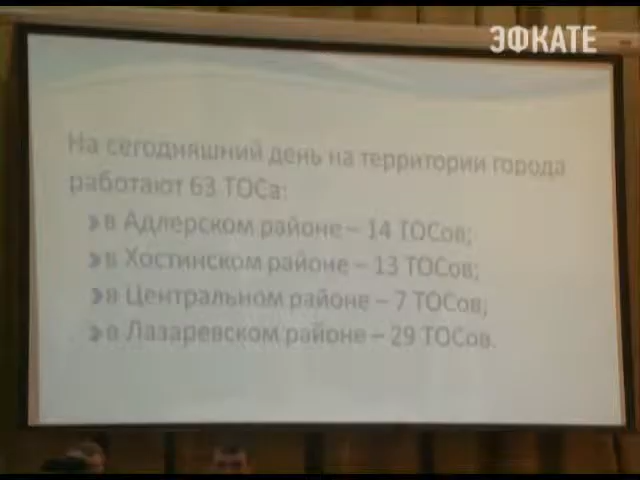 ЭФКАТЕ
На сегодняшний день на территории города
работают 63 ТОСа:
в Адлерском районе – 14 ТОСов;
в Хостинском районе – 13 ТОСов;
в Центральном районе – 7 ТОСов;
в Лазаревском районе – 29 ТОСов.